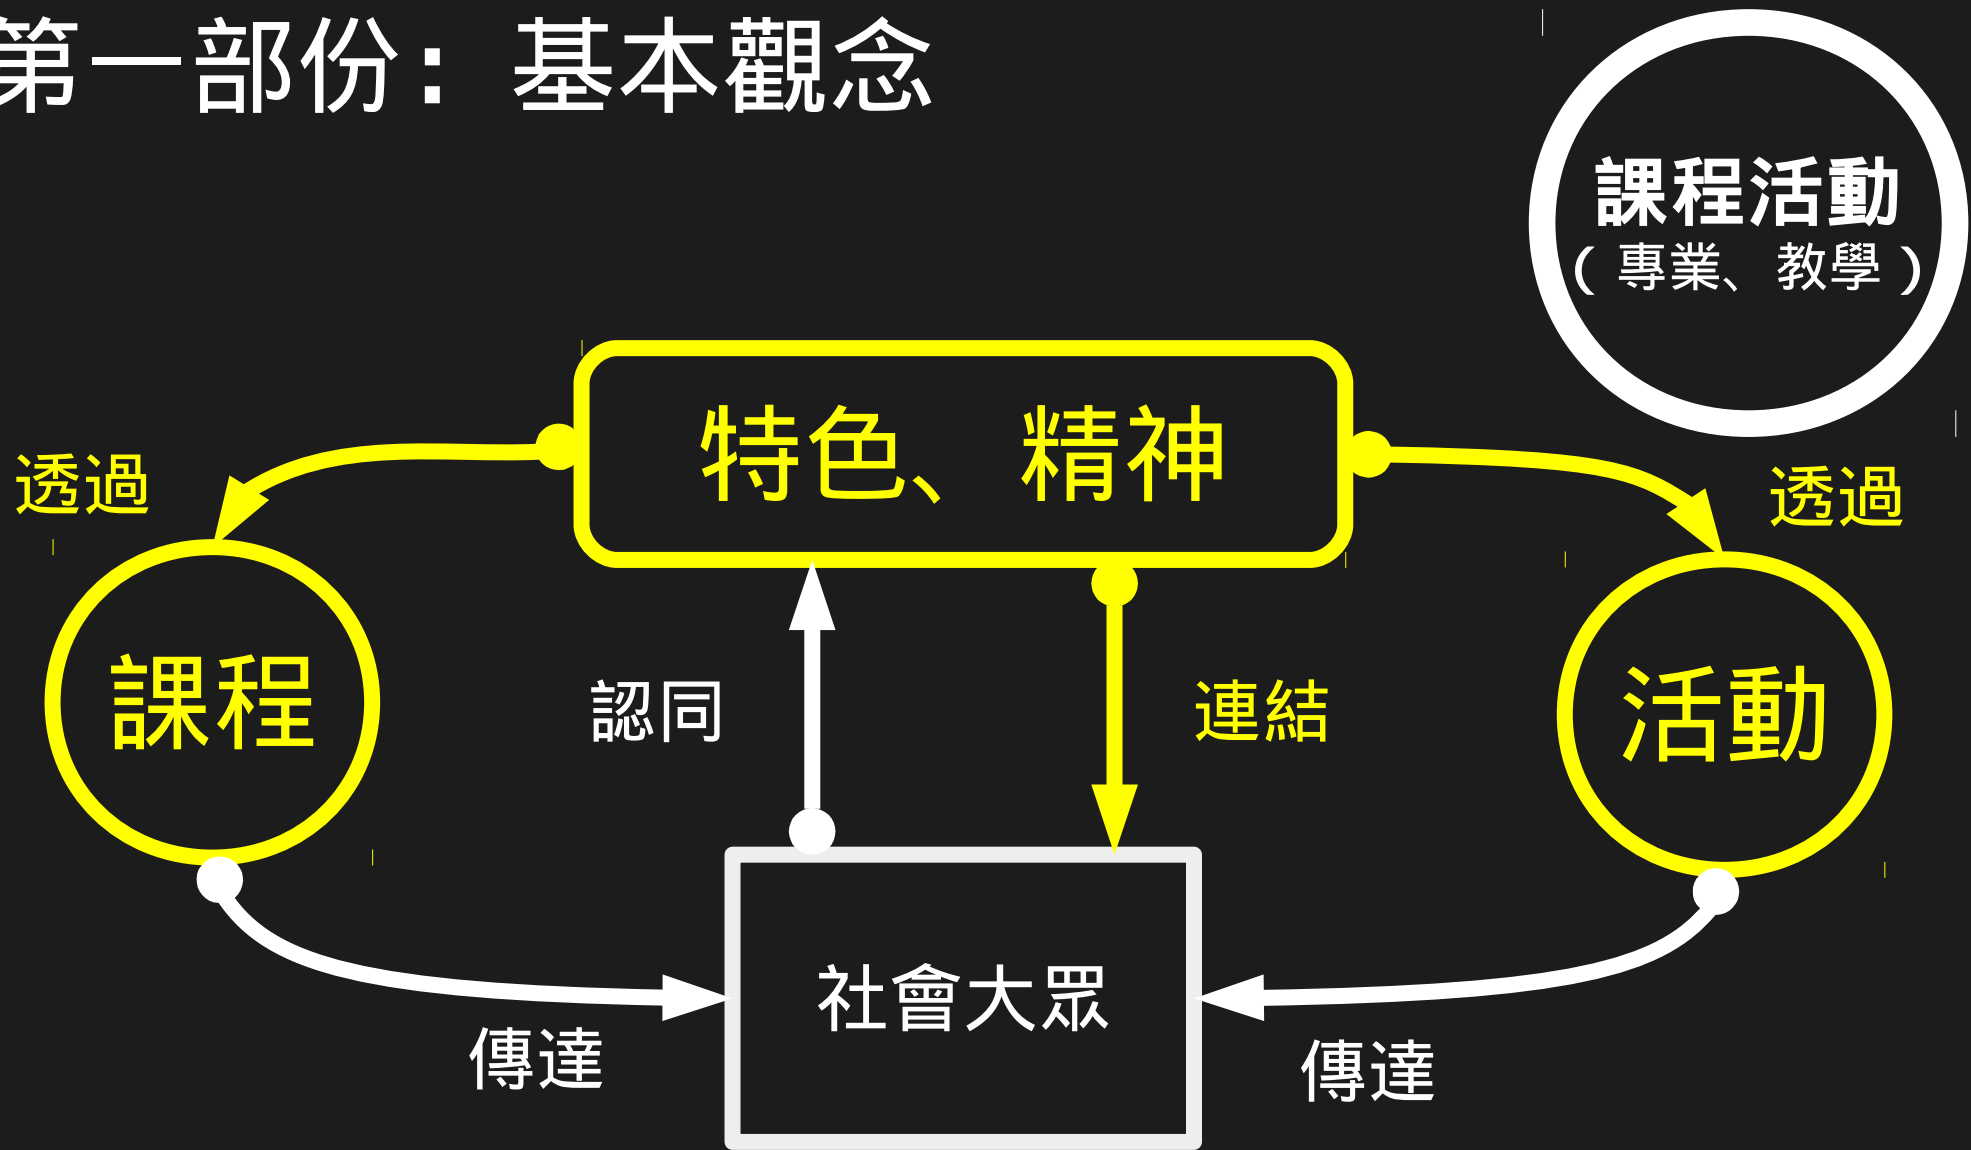 第一部份：基本觀念
課程活動
（專業、教學）
特色、精神
透過
透過
課程
活動
認同
連結
社會大眾
傳達
傳達